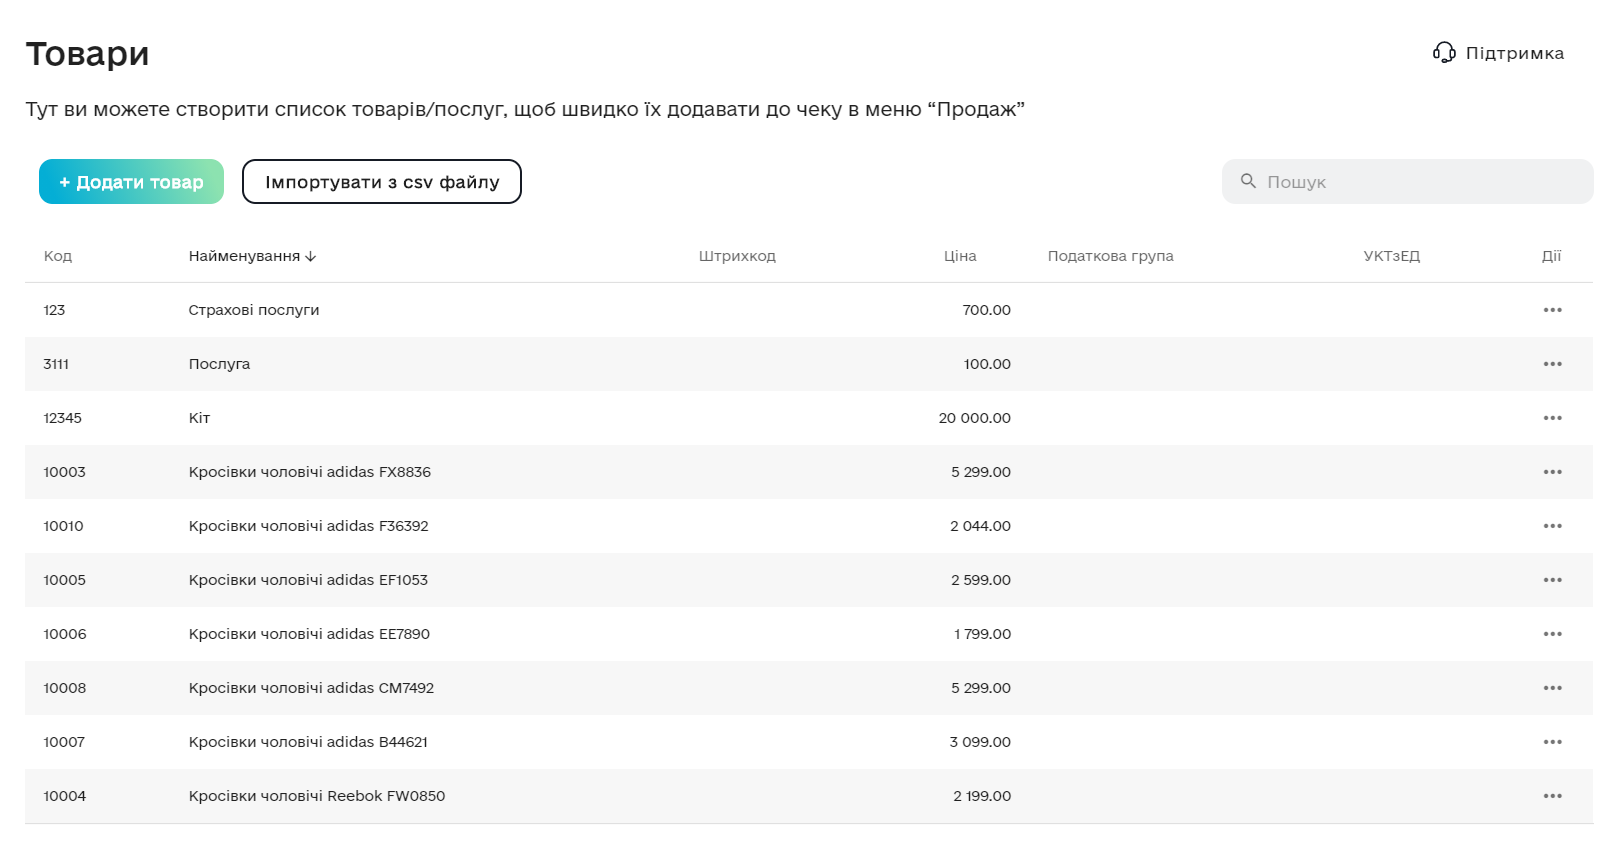 Товари
Підтримка
Тут ви можете створити список товарів/послуг, щоб швидко їх додавати до чеку в меню “Продаж”
+ Додати товар Імпортувати з csv файлу Пошук
Код Найменування ↓ Штрихкод Ціна Податкова група УКТзЕД Дії
123 Страхові послуги 700.00
3111 Послуга 100.00
12345 Кіт 20 000.00
10003 Кросівки чоловічі adidas FX8836 5 299.00
10010 Кросівки чоловічі adidas F36392 2 044.00
10005 Кросівки чоловічі adidas EF1053 2 599.00
10006 Кросівки чоловічі adidas EE7890 1 799.00
10008 Кросівки чоловічі adidas CM7492 5 299.00
10007 Кросівки чоловічі adidas B44621 3 099.00
10004 Кросівки чоловічі Reebok FW0850 2 199.00